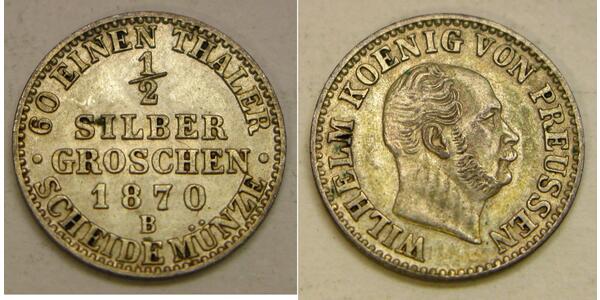 60 EINEN THALER
1/2
SILBER
GROSCHEN
1870
B
SCHEIDE MÜNZE
WILHELM KOENIG VON PREUSSEN